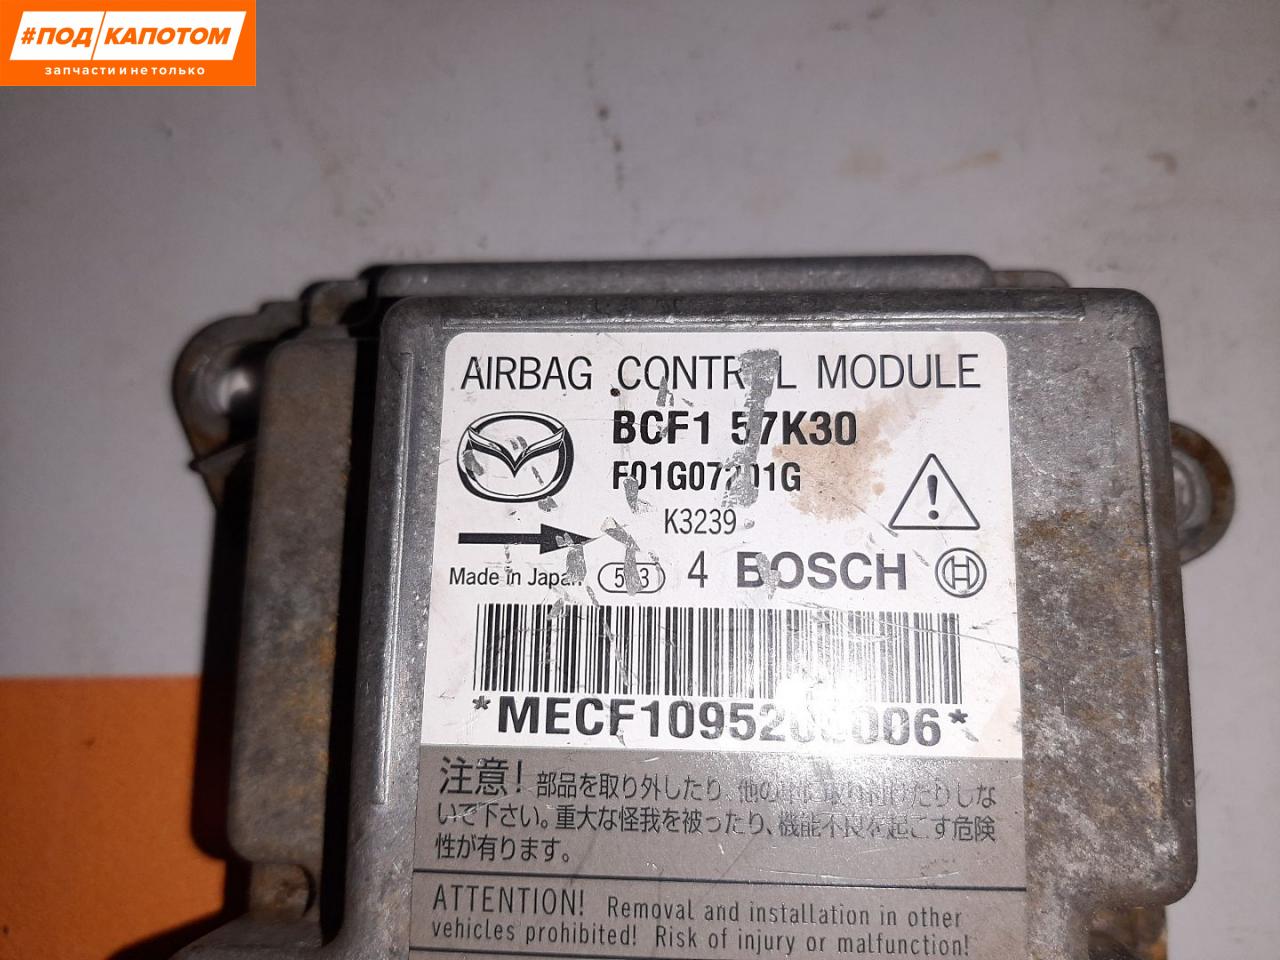 #ПОД КАПОТОМ
запчасти и не только
AIRBAG CONTROL MODULE
BCF1 57K30
K3239
Made in Japan 4 BOSCH
注意! 部品を取り外したり、他の車に取り付けたりしな
いで下さい。重大な怪我を被ったり、機能不良を起こす危険
性が有ります。
ATTENTION! Removal and installation in other
vehicles prohibited! Risk of injury or malfunction!